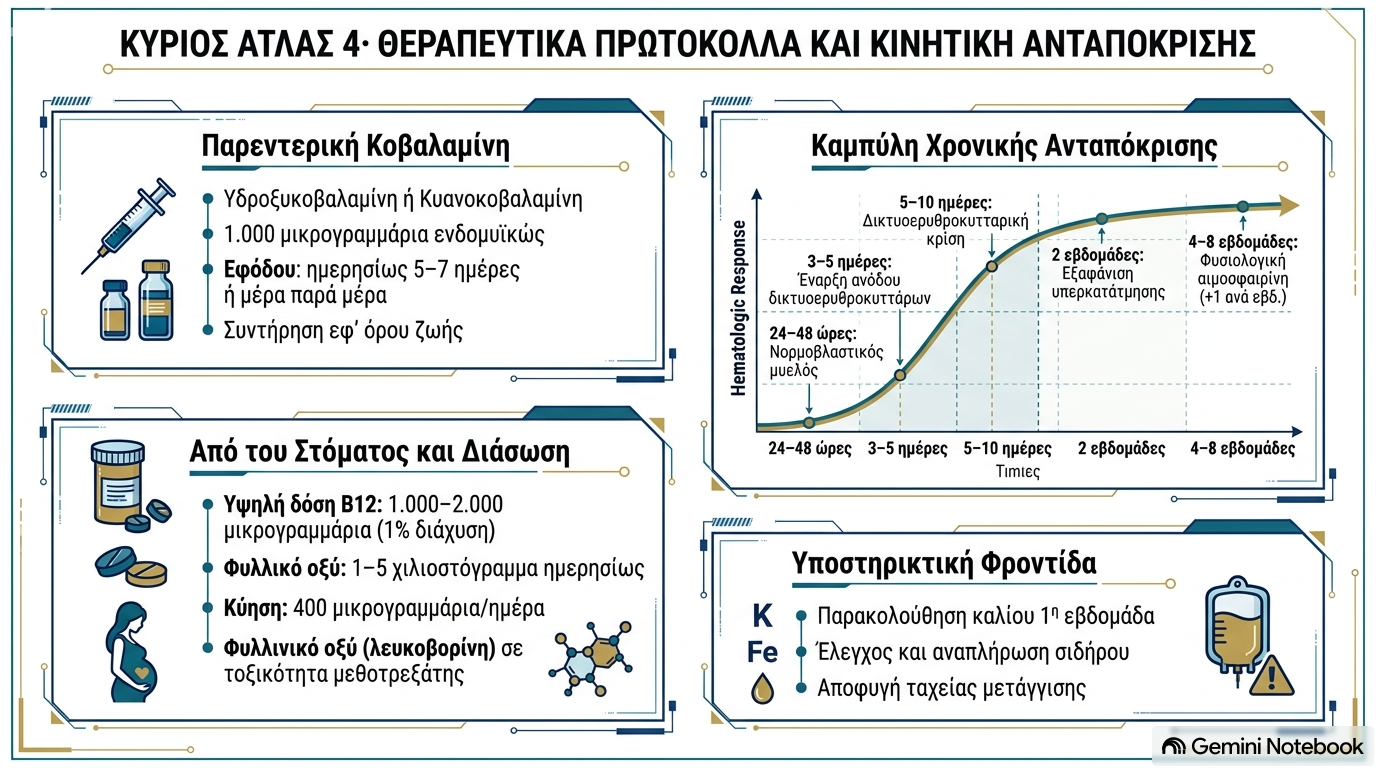 ΚΥΡΙΟΣ ΑΤΛΑΣ 4· ΘΕΡΑΠΕΥΤΙΚΑ ΠΡΩΤΟΚΟΛΛΑ ΚΑΙ ΚΙΝΗΤΙΚΗ ΑΝΤΑΠΟΚΡΙΣΗΣ
Παρεντερική Κοβαλαμίνη
Υδροξυκοβαλαμίνη ή Κυανοκοβαλαμίνη
1.000 μικρογραμμάρια ενδομυϊκώς
Εφόδου: ημερησίως 5–7 ημέρες
ή μέρα παρά μέρα
Συντήρηση εφ’ όρου ζωής
Από του Στόματος και Διάσωση
Υψηλή δόση B12: 1.000–2.000
μικρογραμμάρια (1% διάχυση)
Φυλλικό οξύ: 1–5 χιλιοστόγραμμα ημερησίως
Κύηση: 400 μικρογραμμάρια/ημέρα
Φυλλινικό οξύ (λευκοβορίνη) σε
τοξικότητα μεθοτρεξάτης
Καμπύλη Χρονικής Ανταπόκρισης
Hematologic Response
24–48 ώρες:
Νορμοβλαστικός
μυελός
3–5 ημέρες:
Έναρξη ανόδου
δικτυοερυθροκυττάρων
5–10 ημέρες:
Δικτυοερυθροκυτταρική
κρίση
2 εβδομάδες:
Εξαφάνιση
υπερκατάτμησης
4–8 εβδομάδες:
Φυσιολογική
αιμοσφαιρίνη
(+1 ανά εβδ.)
24–48 ώρες 3–5 ημέρες 5–10 ημέρες 2 εβδομάδες 4–8 εβδομάδες
Τιmιες
Υποστηρικτική Φροντίδα
K Παρακολούθηση καλίου 1η εβδομάδα
Fe Έλεγχος και αναπλήρωση σιδήρου
Αποφυγή ταχείας μετάγγισης
Gemini Notebook